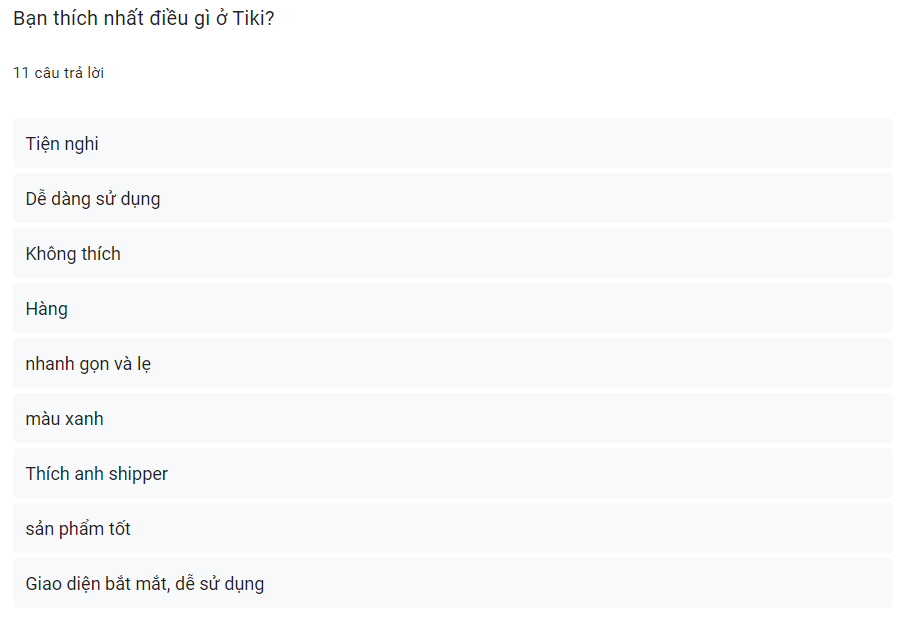 Bạn thích nhất điều gì ở Tiki?
11 câu trả lời
Tiện nghi
Dễ dàng sử dụng
Không thích
Hàng
nhanh gọn và lẹ
màu xanh
Thích anh shipper
sản phẩm tốt
Giao diện bắt mắt, dễ sử dụng